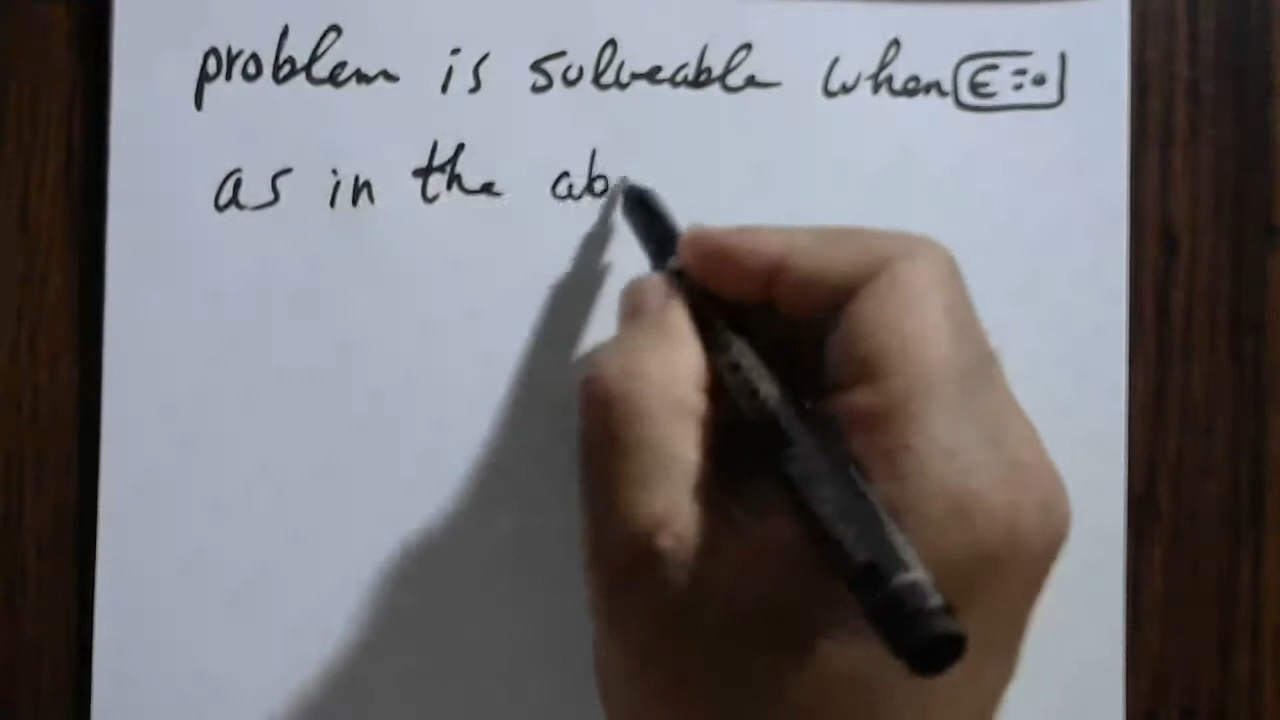 problem is solveable when ϵ=0
as in the ab